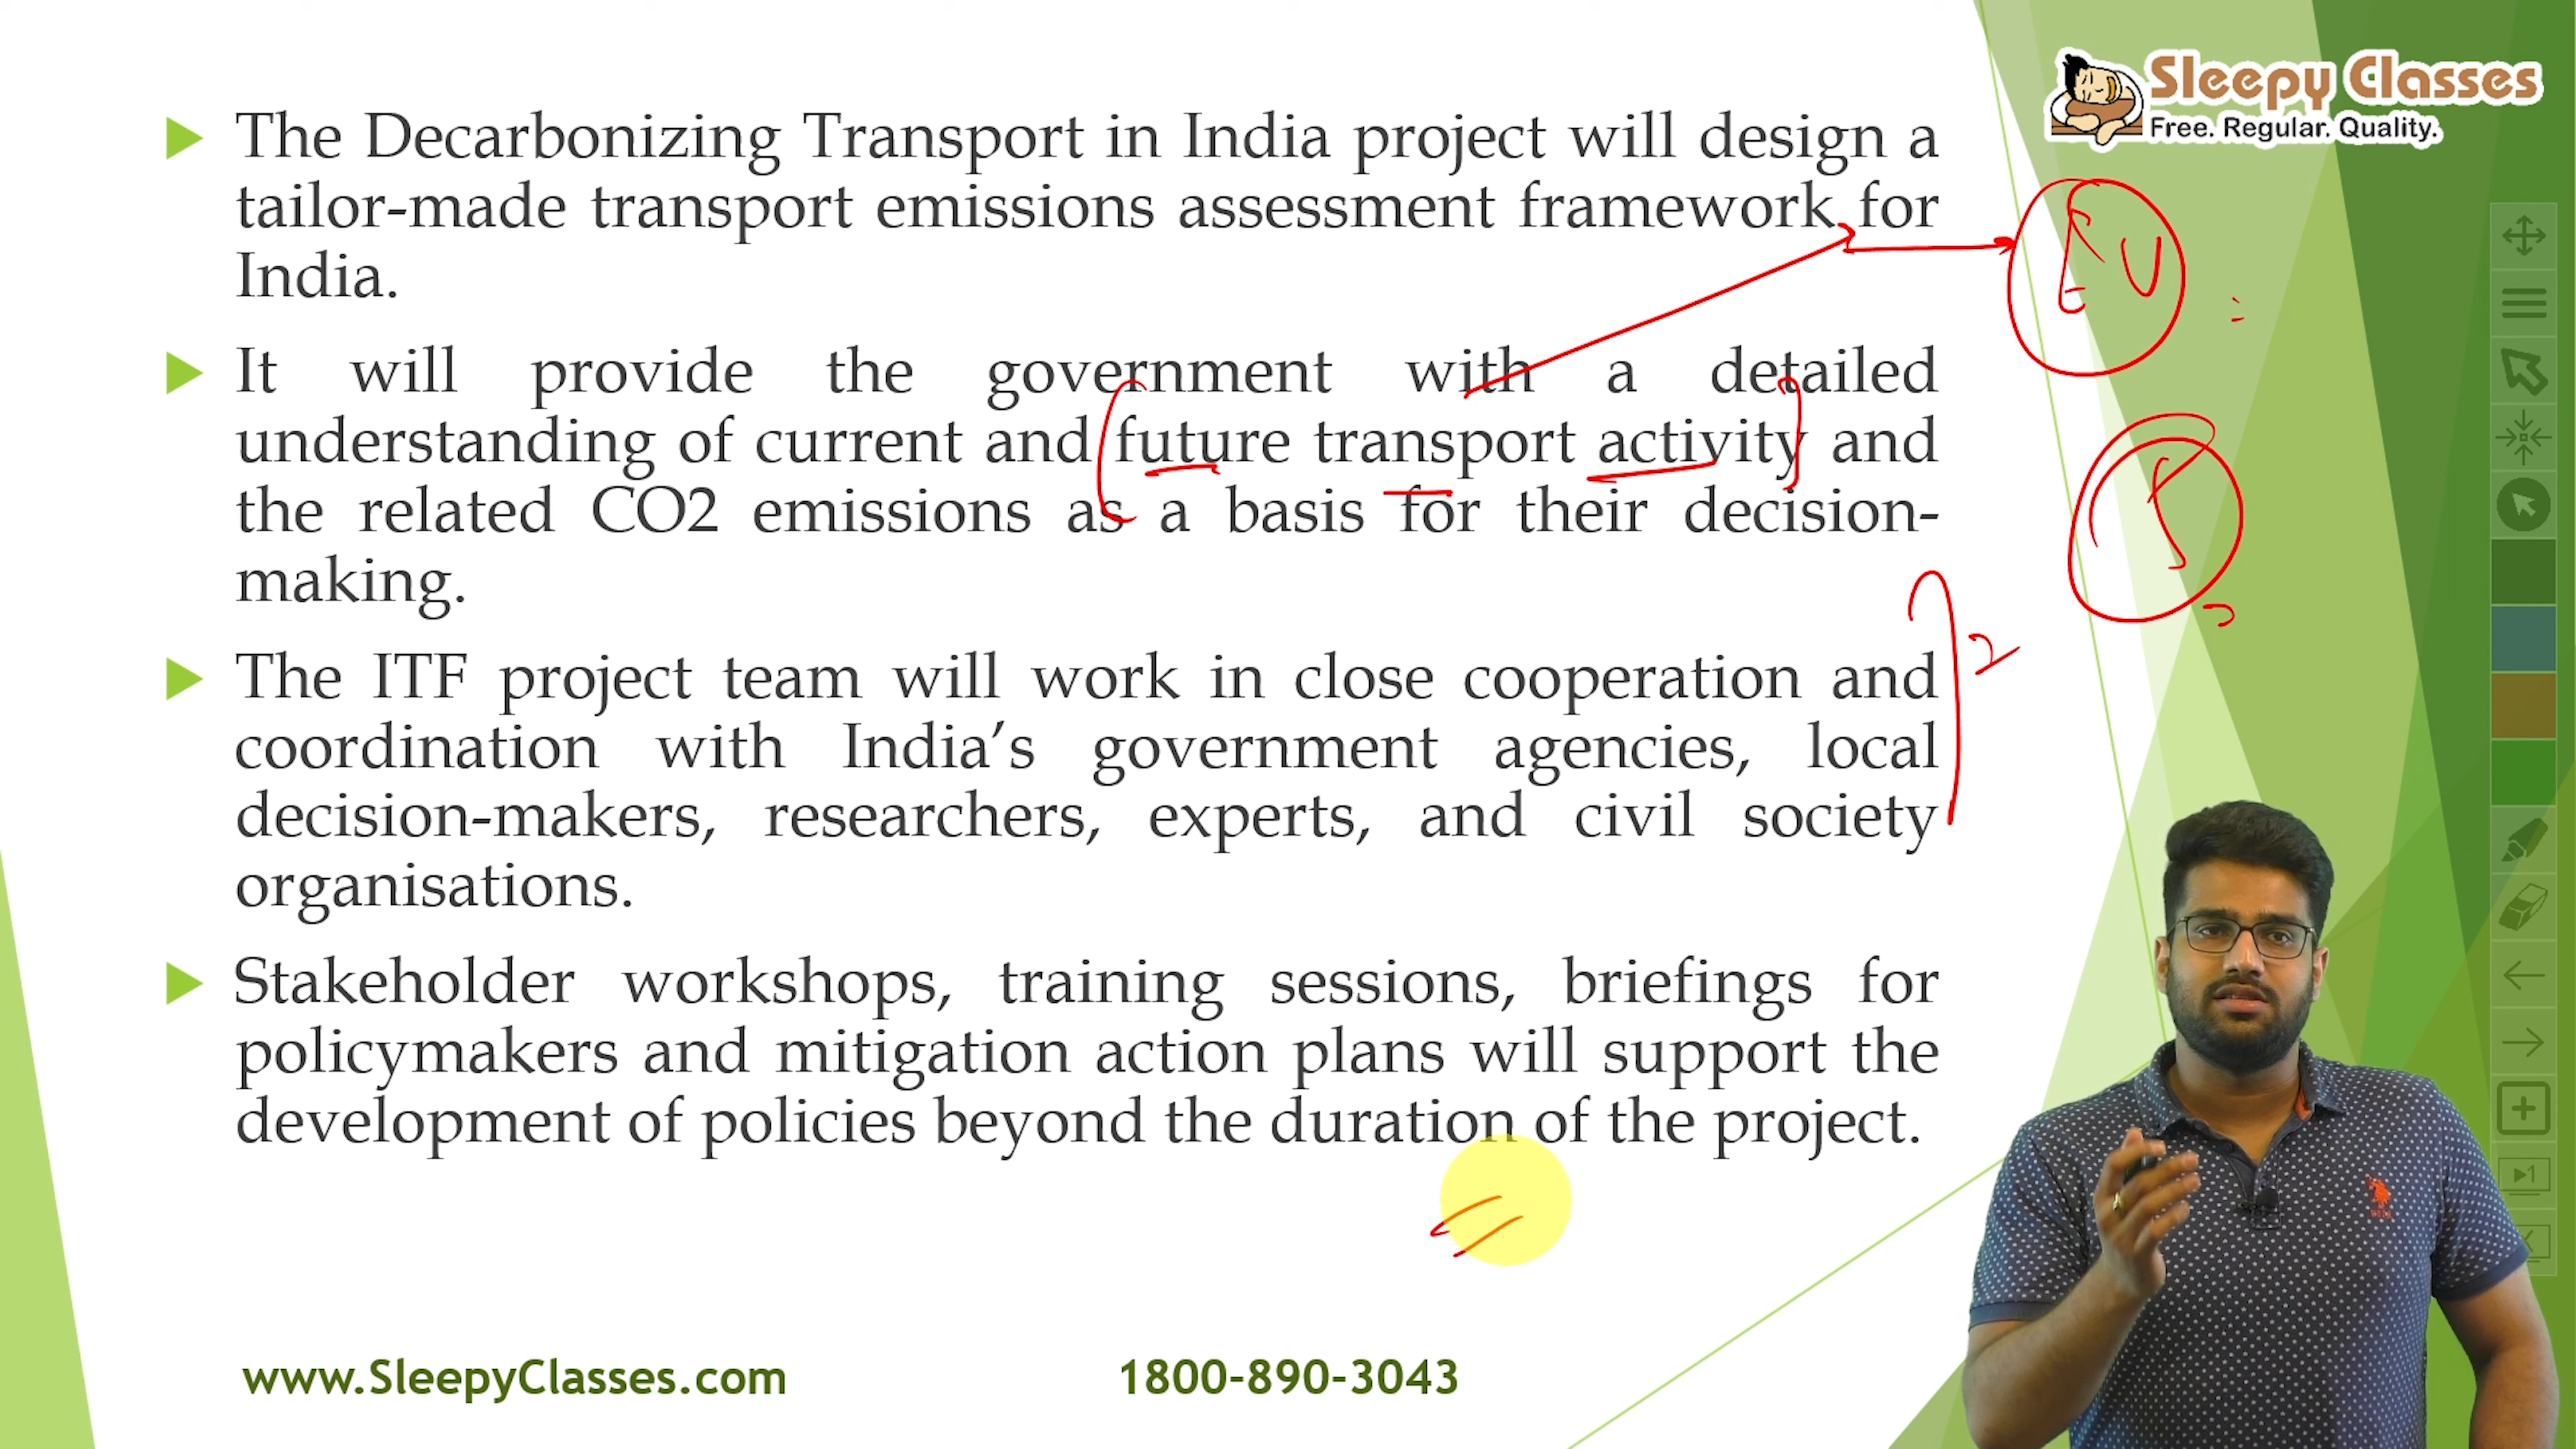 Sleepy Classes
Free. Regular. Quality.
The Decarbonizing Transport in India project will design a
tailor-made transport emissions assessment framework for
India.
It will provide the government with a detailed
understanding of current and future transport activity and
the related CO2 emissions as a basis for their decision-
making.
The ITF project team will work in close cooperation and
coordination with India's government agencies, local
decision-makers, researchers, experts, and civil society
organisations.
Stakeholder workshops, training sessions, briefings for
policymakers and mitigation action plans will support the
development of policies beyond the duration of the project.
EU
2
www.SleepyClasses.com
1800-890-3043